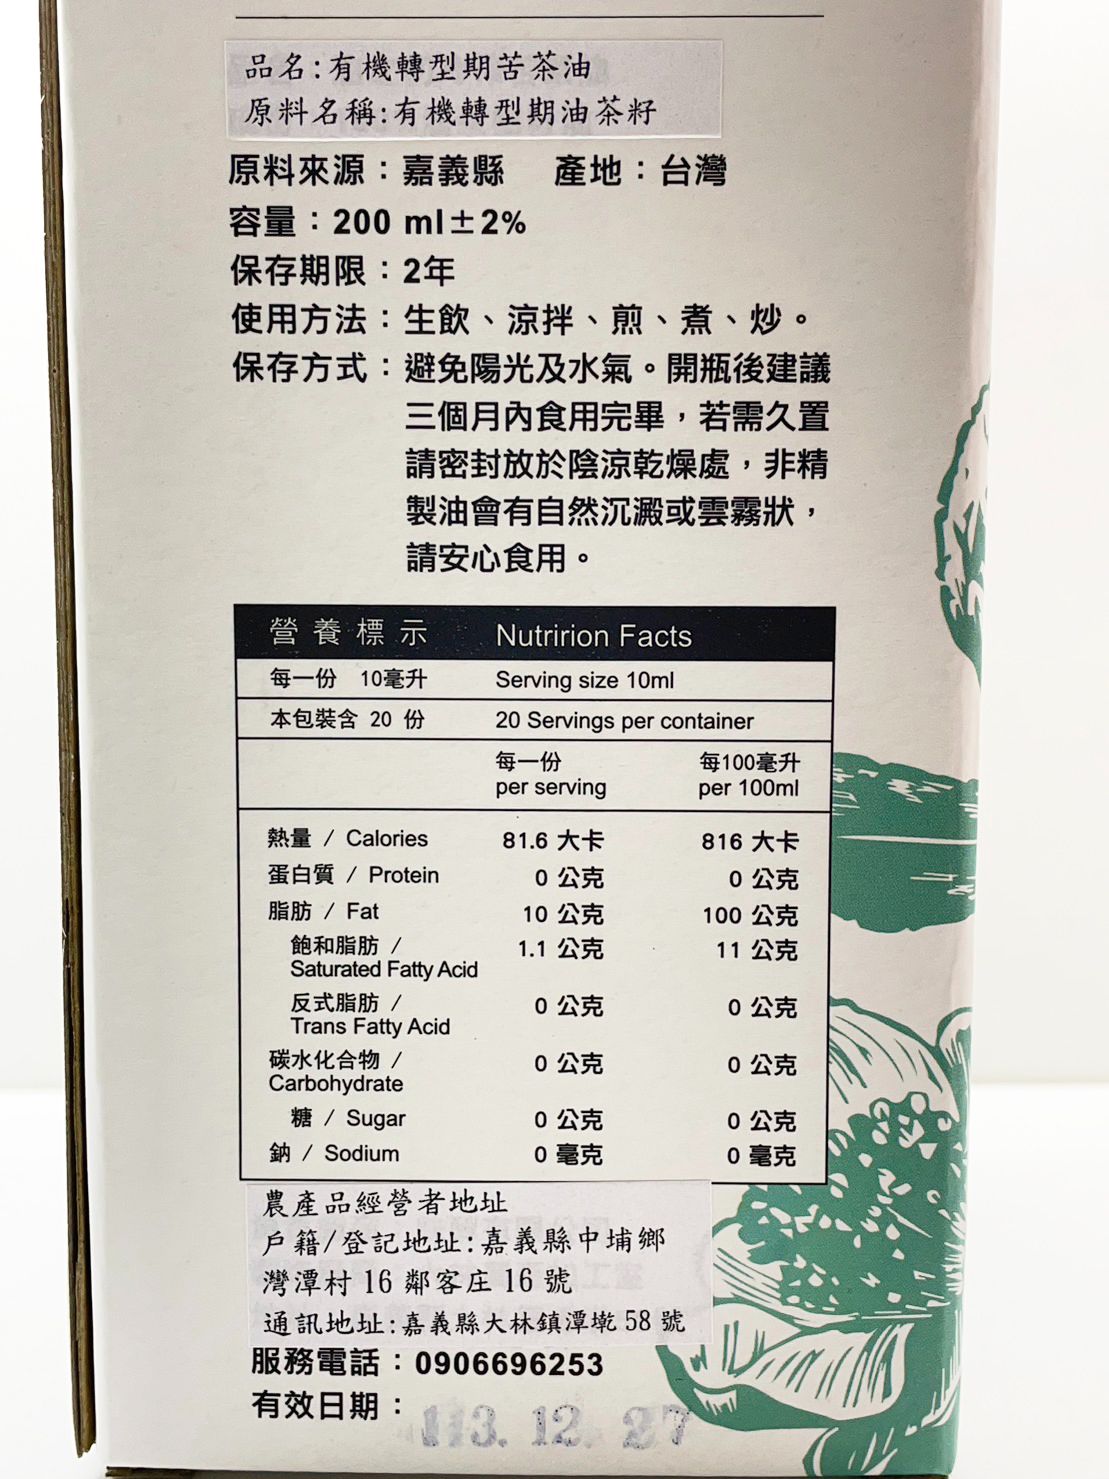 品名:有機轉型期苦茶油
原料名稱:有機轉型期油茶籽
原料來源：嘉義縣 產地：台灣
容量：200 ml±2%
保存期限：2年
使用方法：生飲、涼拌、煎、煮、炒。
保存方式：避免陽光及水氣。開瓶後建議
三個月內食用完畢，若需久置
請密封放於陰涼乾燥處，非精
製油會有自然沉澱或雲霧狀，
請安心食用。
營養標示 Nutririon Facts
每一份 10毫升 Serving size 10ml
本包裝含 20 份 20 Servings per container
每一份 每100毫升
per serving per 100ml
熱量 / Calories 81.6 大卡 816 大卡
蛋白質 / Protein 0 公克 0 公克
脂肪 / Fat 10 公克 100 公克
飽和脂肪 / 1.1 公克 11 公克
Saturated Fatty Acid
反式脂肪 / 0 公克 0 公克
Trans Fatty Acid
碳水化合物 / 0 公克 0 公克
Carbohydrate
糖 / Sugar 0 公克 0 公克
鈉 / Sodium 0 毫克 0 毫克
農產品經營者地址
戶籍/登記地址:嘉義縣中埔鄉
灣潭村 16 鄰客庄 16 號
通訊地址:嘉義縣大林鎮潭墘 58 號
服務電話：0906696253
有效日期：113. 12. 27